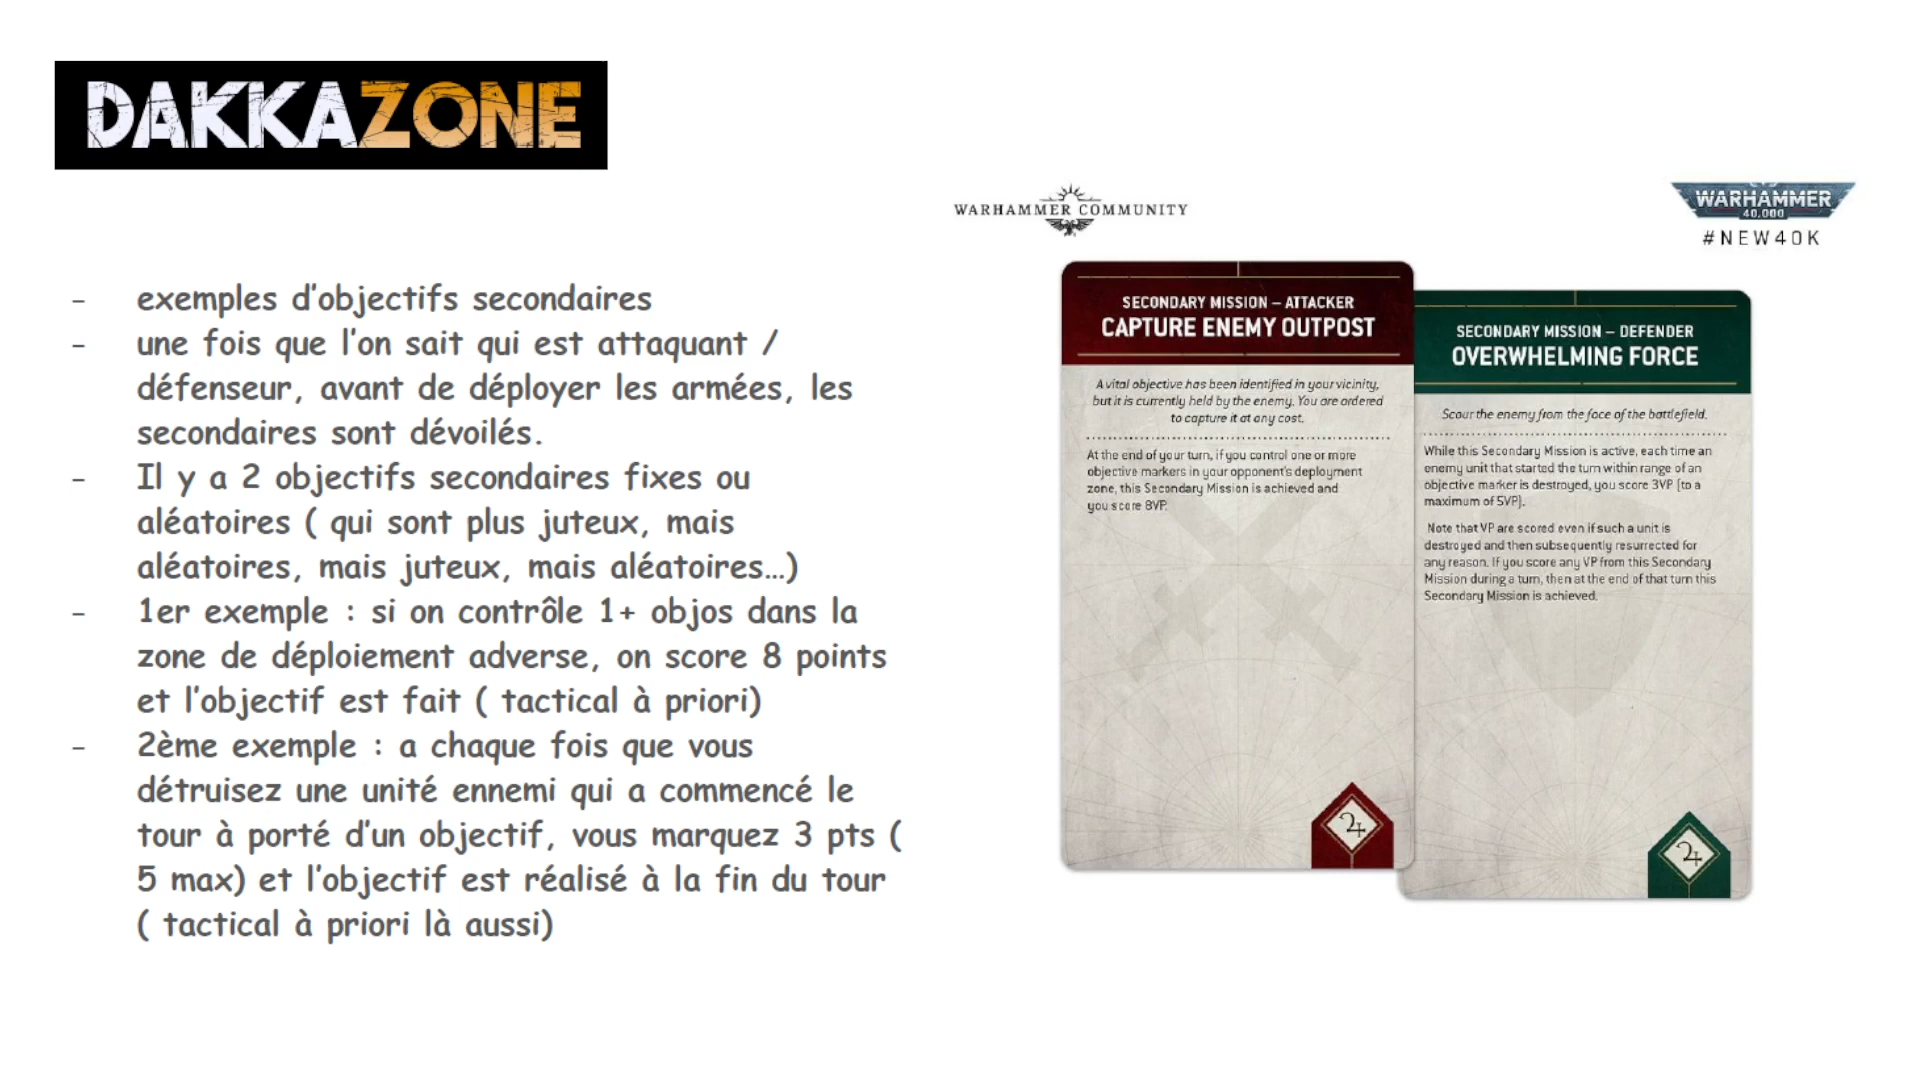 DAKKAZONE
- exemples d'objectifs secondaires
- une fois que l'on sait qui est attaquant /
défenseur, avant de déployer les armées, les
secondaires sont dévoilés.
- Il y a 2 objectifs secondaires fixes ou
aléatoires ( qui sont plus juteux, mais
aléatoires, mais juteux, mais aléatoires…)
- 1er exemple : si on contrôle 1+ objos dans la
zone de déploiement adverse, on score 8 points
et l'objectif est fait ( tactical à priori)
- 2ème exemple : a chaque fois que vous
détruisez une unité ennemi qui a commencé le
tour à porté d'un objectif, vous marquez 3 pts (
5 max) et l'objectif est réalisé à la fin du tour
( tactical à priori là aussi)
WARHAMMER COMMUNITY
WARHAMMER
40,000
#NEW40K
SECONDARY MISSION – ATTACKER
CAPTURE ENEMY OUTPOST
A vital objective has been identified in your vicinity,
but it is currently held by the enemy. You are ordered
to capture it at any cost.
At the end of your turn, if you control one or more
objective markers in your opponent's deployment
zone, this Secondary Mission is achieved and
you score 8VP.
SECONDARY MISSION – DEFENDER
OVERWHELMING FORCE
Scour the enemy from the face of the battlefield.
While this Secondary Mission is active, each time an
enemy unit that started the turn within range of an
objective marker is destroyed, you score 3VP (to a
maximum of 5VP).
Note that VP are scored even if such a unit is
destroyed and then subsequently resurrected for
any reason. If you score any VP from this Secondary
Mission during a turn, then at the end of that turn this
Secondary Mission is achieved.